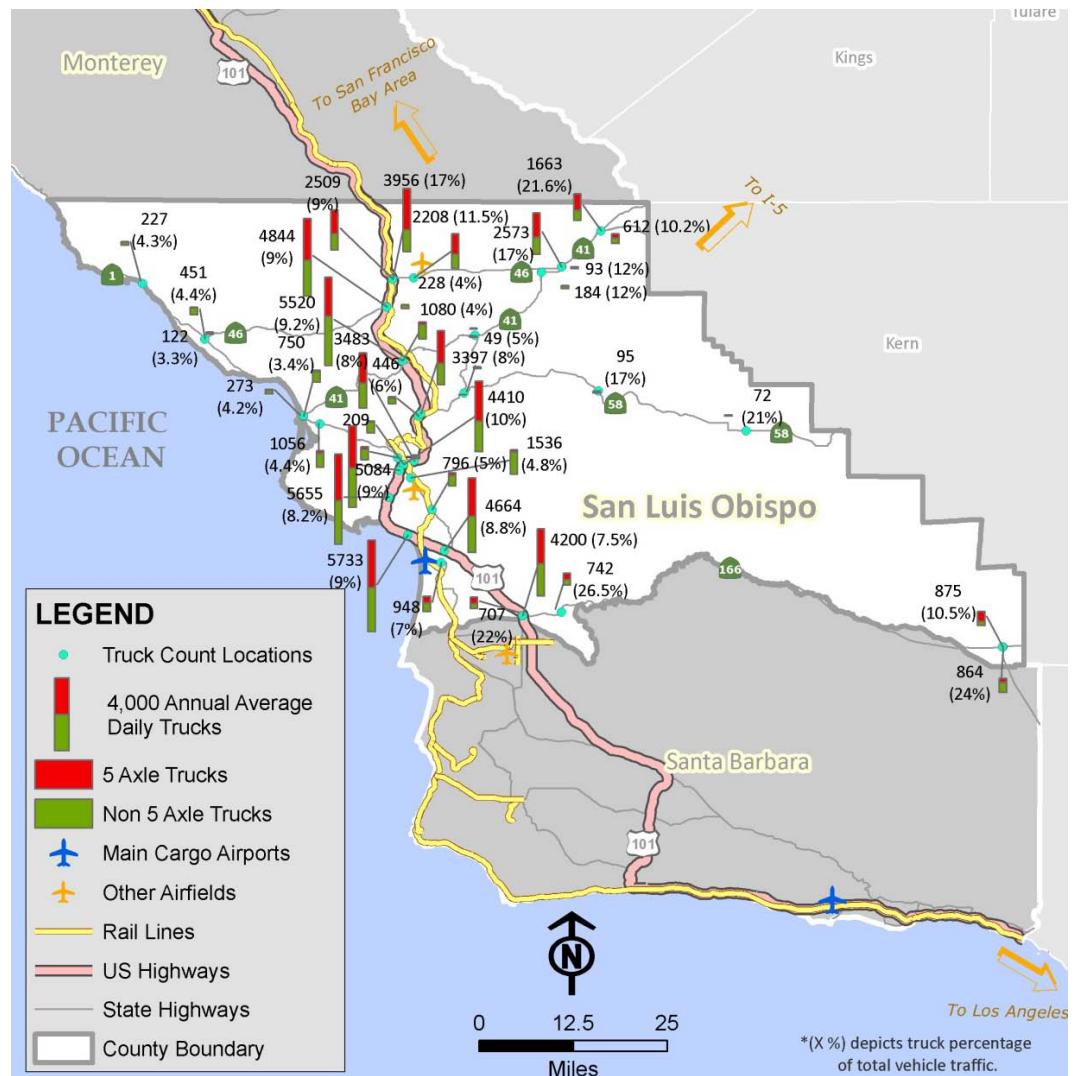 Tulare
Monterey
Kings
101
To San Francisco
Bay Area
3956 (17%)
1663
(21.6%)
2509
(9%)
To I-5
227
(4.3%)
2208 (11.5%)
612 (10.2%)
4844
(9%)
2573
(17%)
41
1
228 (4%)
46
93 (12%)
451
(4.4%)
184 (12%)
5520
(9.2%)
1080 (4%)
41
46
122
(3.3%)
750
(3.4%)
3483
(8%)
49 (5%)
446
(6%)
3397 (8%)
95
(17%)
Kern
273
(4.2%)
41
72
(21%)
58
58
4410
(10%)
PACIFIC
OCEAN
209
1056
(4.4%)
5084
(9%)
796 (5%)
1536
(4.8%)
5655
(8.2%)
4664
(8.8%)
San Luis Obispo
4200 (7.5%)
5733
(9%)
742
(26.5%)
166
101
875
(10.5%)
948
(7%)
707
(22%)
864
(24%)
Santa Barbara
101
LEGEND
Truck Count Locations
4,000 Annual Average
Daily Trucks
5 Axle Trucks
Non 5 Axle Trucks
Main Cargo Airports
Other Airfields
Rail Lines
US Highways
State Highways
County Boundary
N
0 12.5 25
Miles
To Los Angeles
*(X %) depicts truck percentage
of total vehicle traffic.